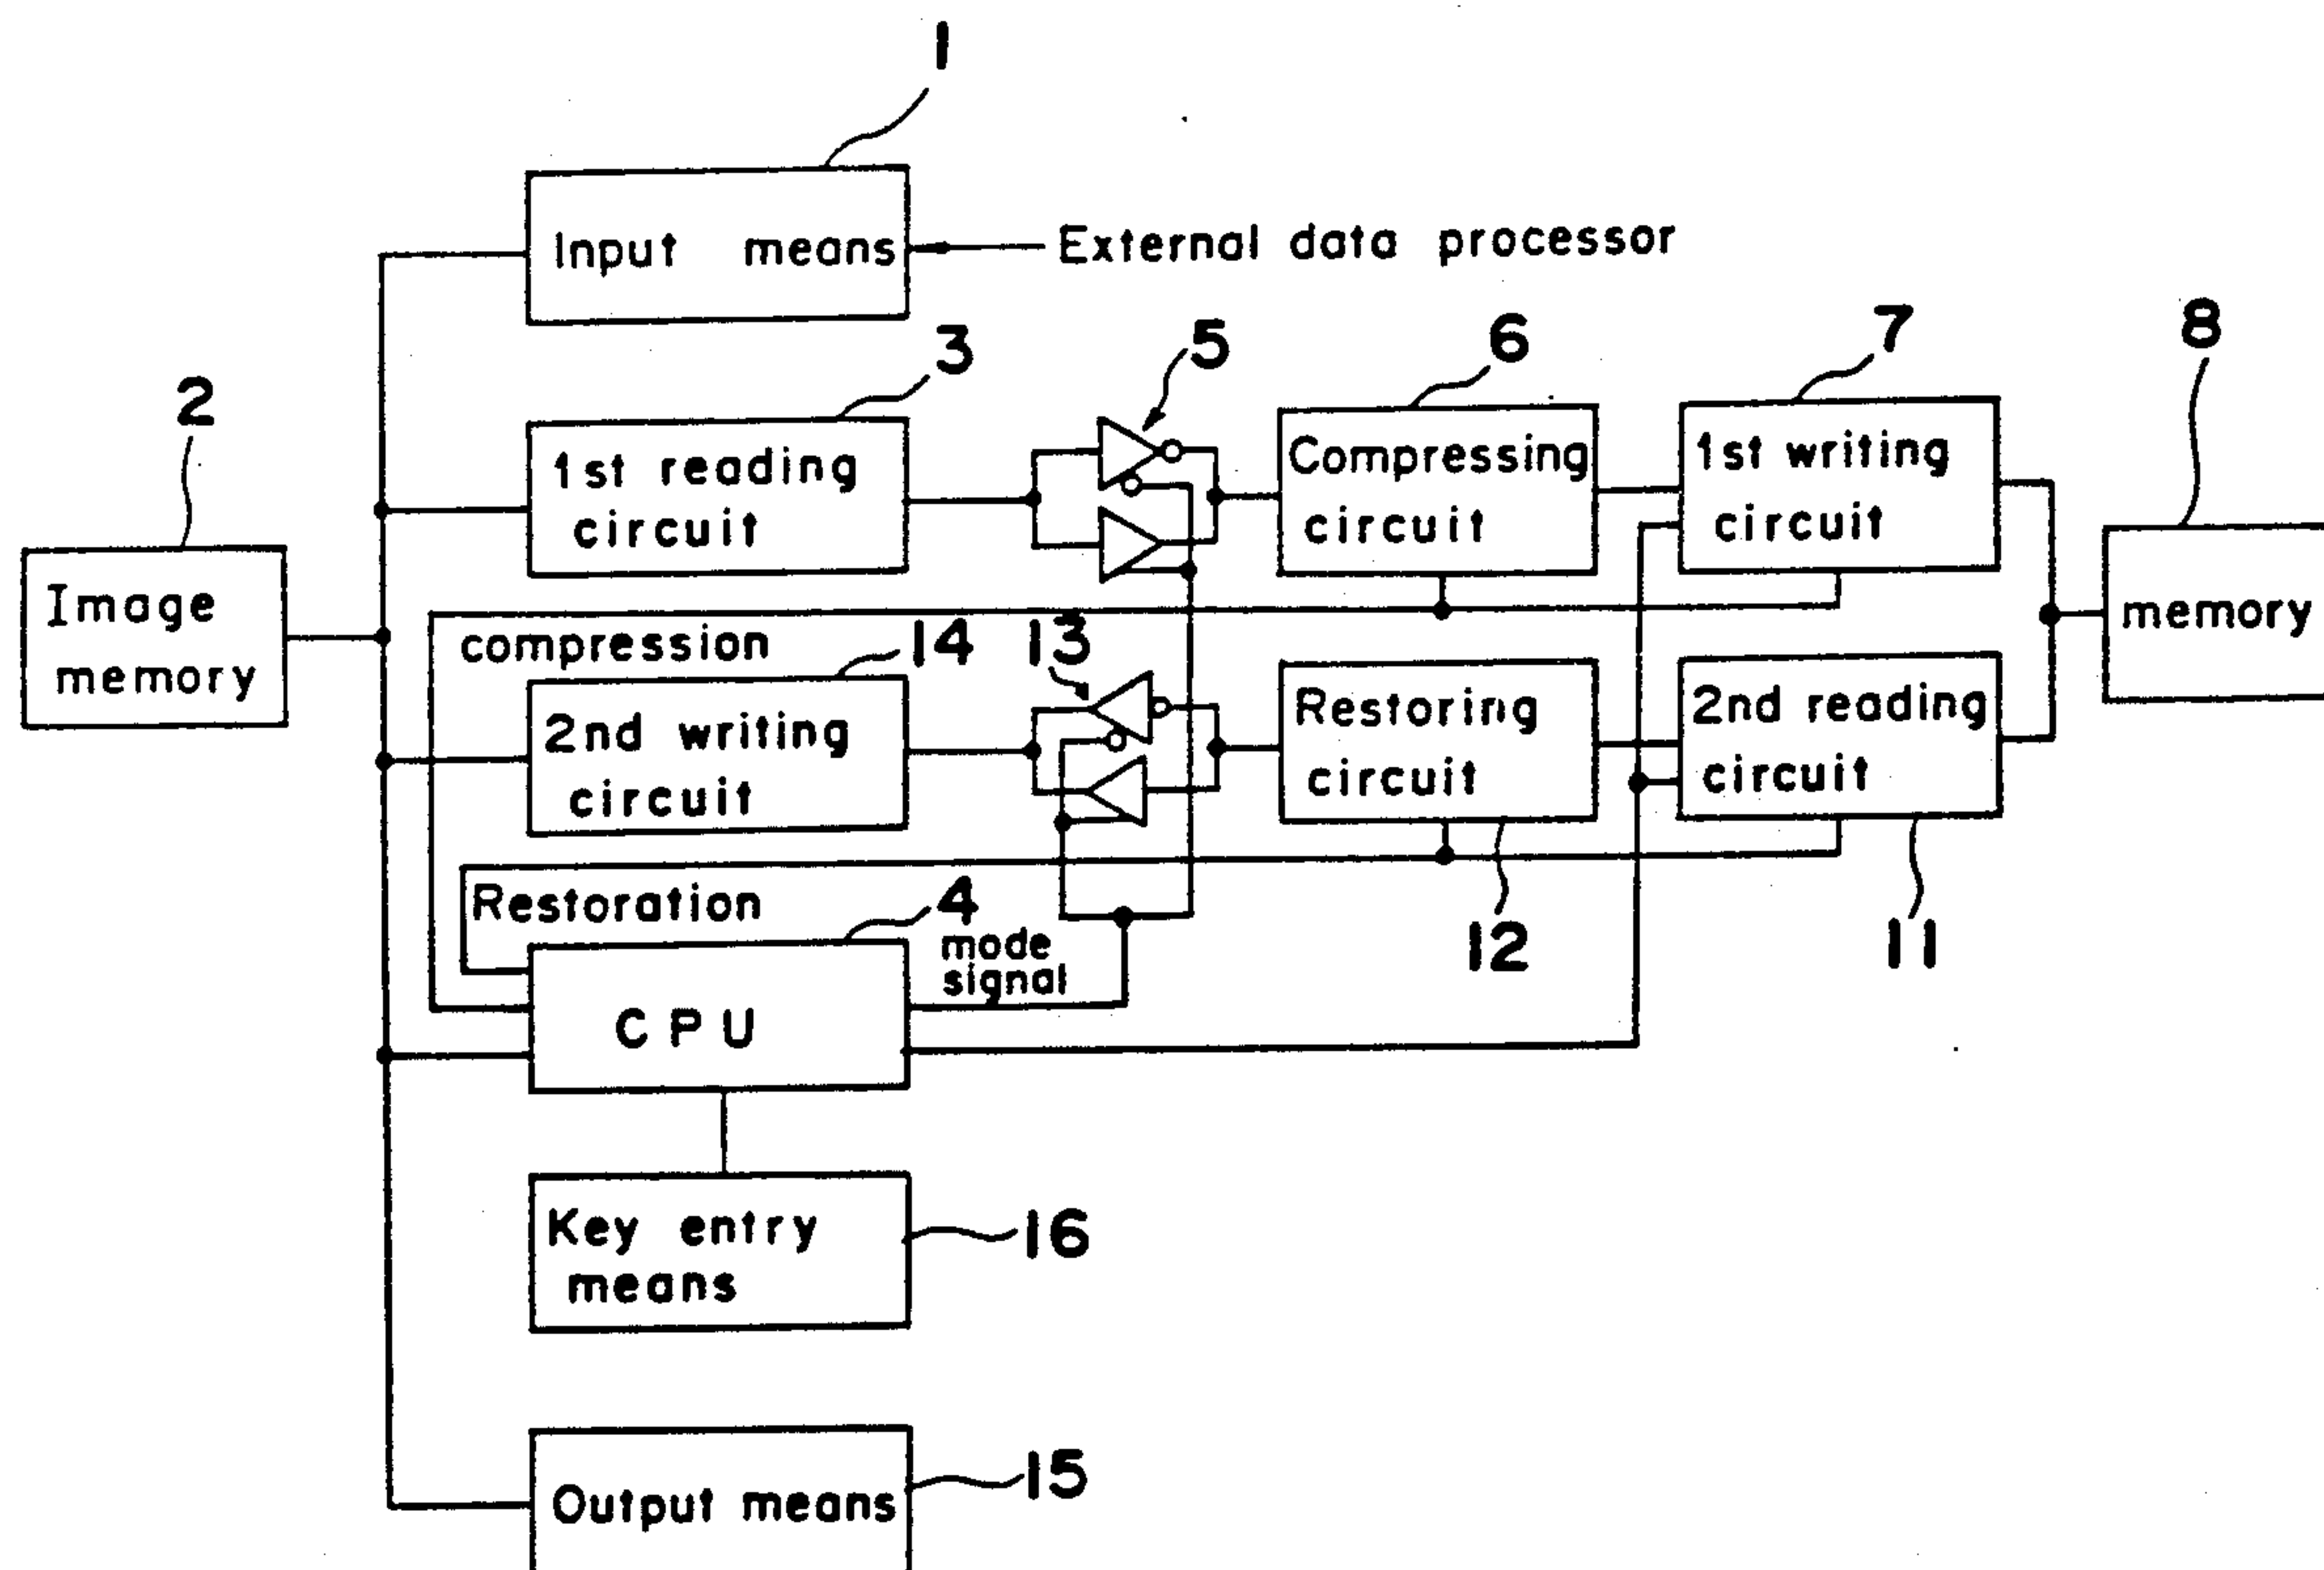 1
Input means
External data processor
2
Image
memory
3
1st reading
circuit
5
6
Compressing
circuit
7
1st writing
circuit
8
memory
compression
14
2nd writing
circuit
13
Restoring
circuit
12
2nd reading
circuit
11
Restoration
4
mode
signal
CPU
Key entry
means
16
Output means
15